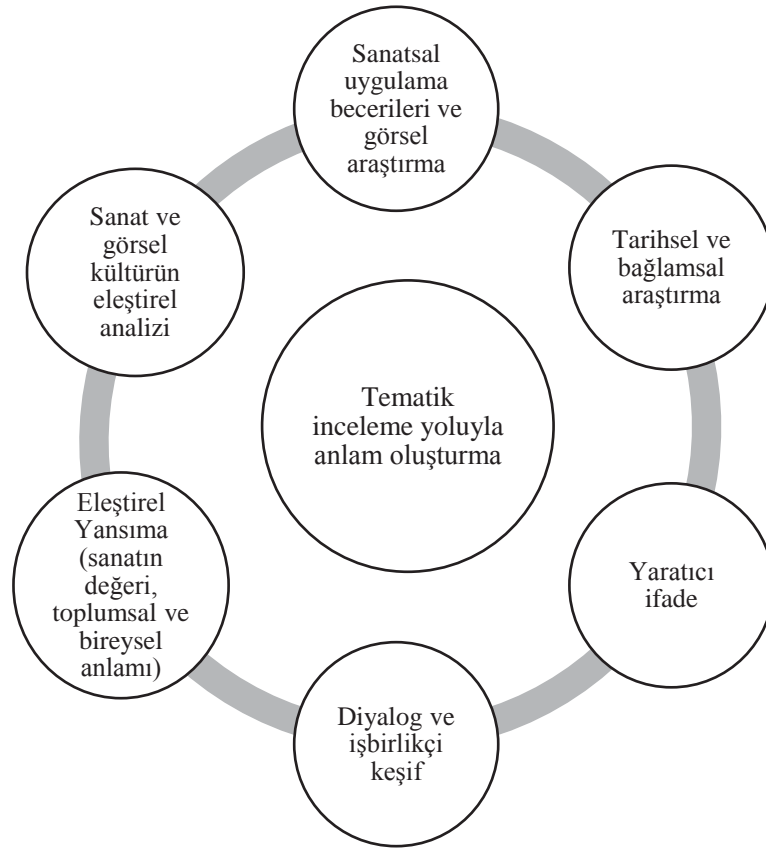 Sanatsal
uygulama
becerileri ve
görsel
araştırma
Tarihsel ve
bağlamsal
araştırma
Yaratıcı
ifade
Diyalog ve
işbirlikçi
keşif
Eleştirel
Yansıma
(sanatın
değeri,
toplumsal ve
bireysel
anlamı)
Sanat ve
görsel
kültürün
eleştirel
analizi
Tematik
inceleme yoluyla
anlam oluşturma